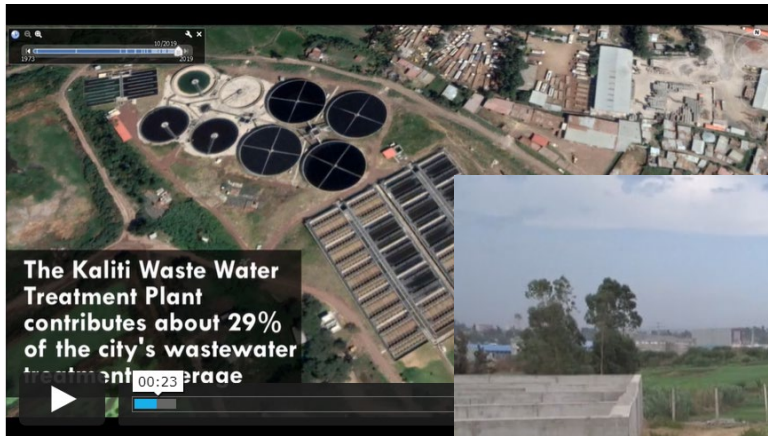 10/2019
1973 2019
The Kaliti Waste Water
Treatment Plant
contributes about 29%
of the city's wastewater
00:23